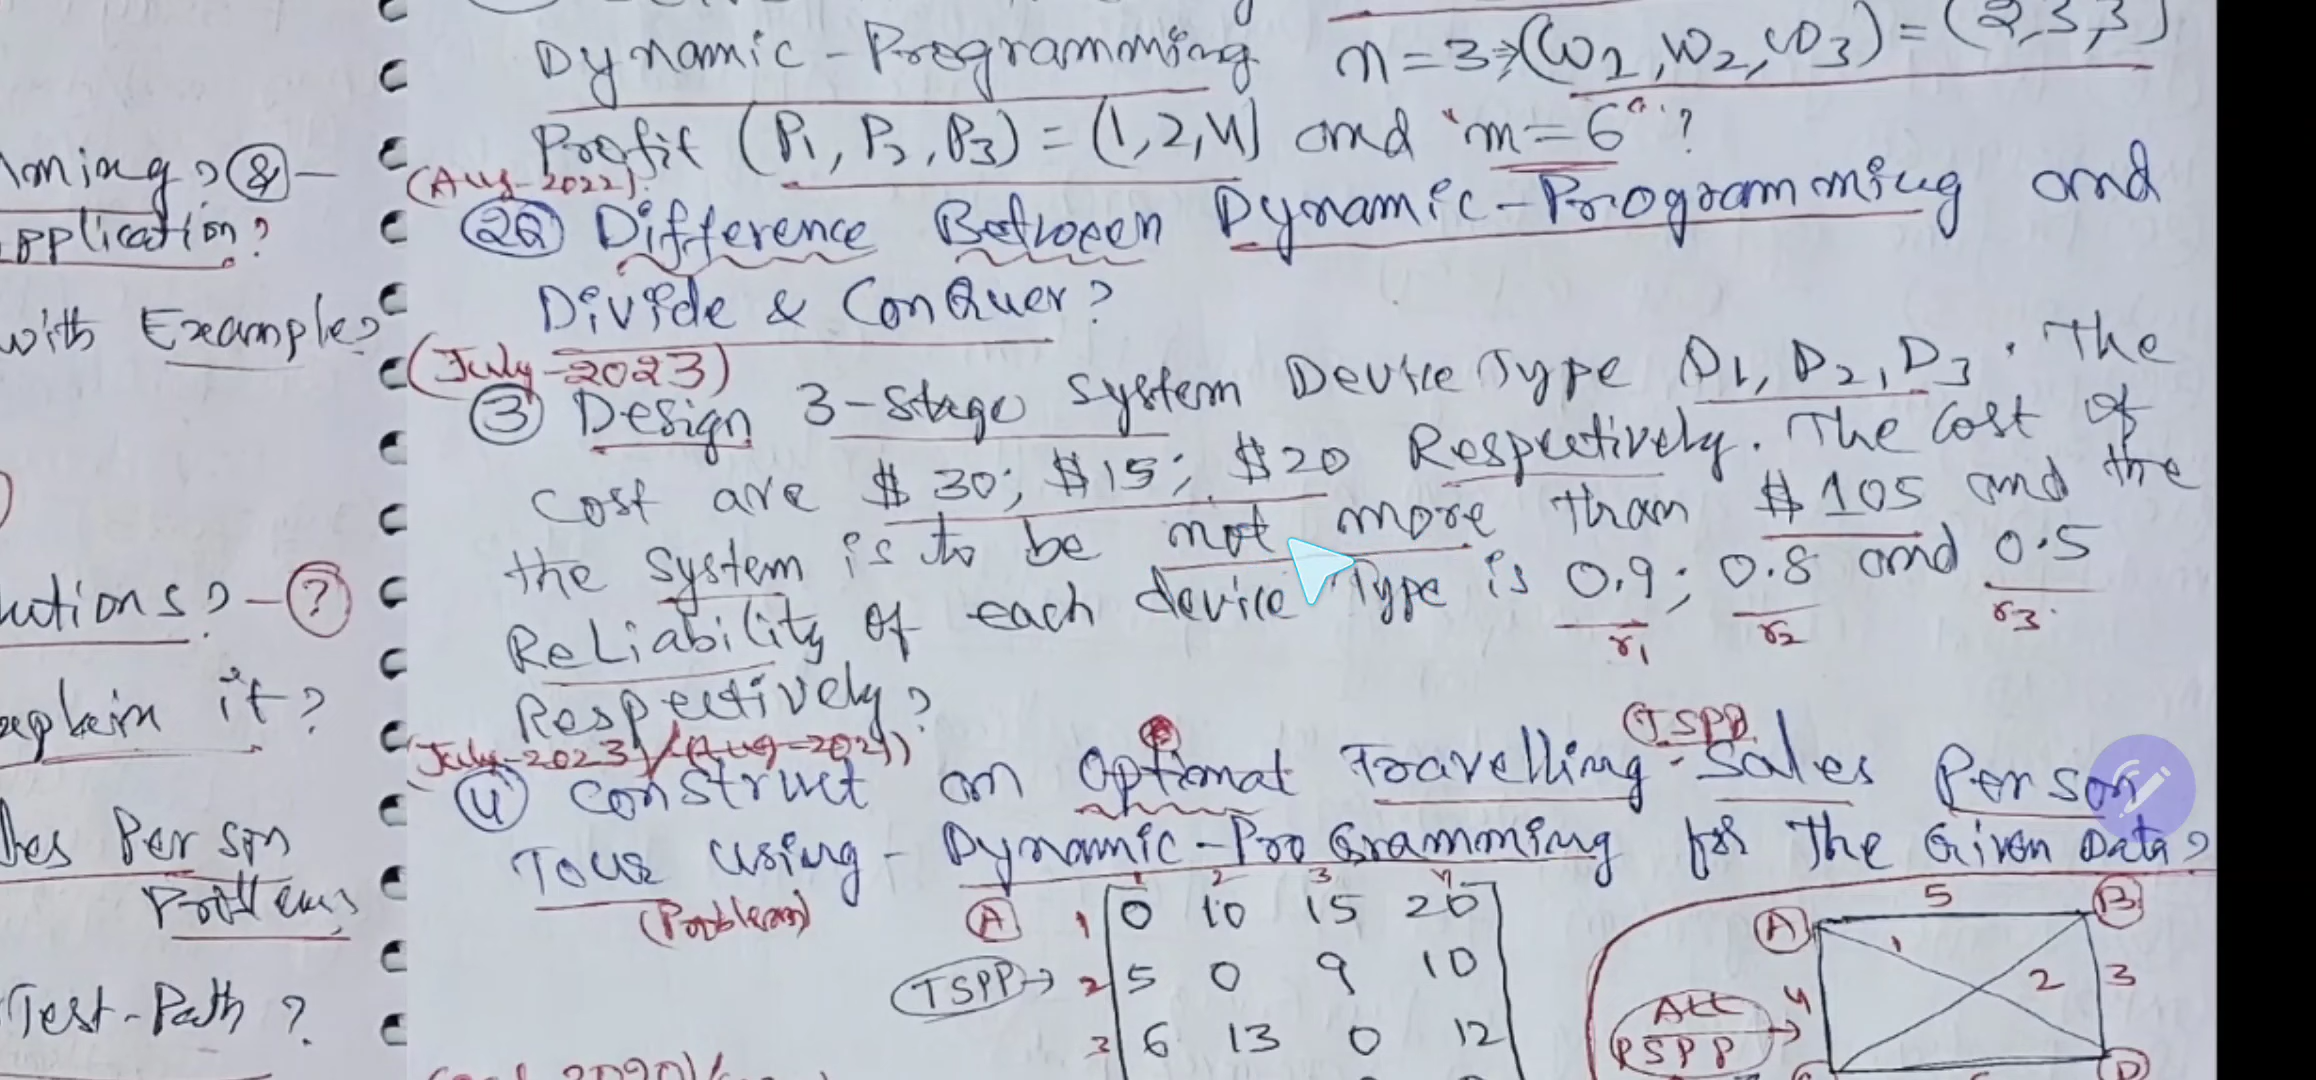 Dynamic-Programming n=3; (w1, w2, w3) = (2,3,3)
Profit (P1, P2, P3) = (1,2,4) and "m=6"?
(Aug-2022)
Difference Between Dynamic-Programming and
Divide & ConQuer?
(July-2023)
③ Design 3-stage system Device Type D1, D2, D3. The
cost are $30; $15; $20 Respectively. The Cost of
the system is to be not more than $105 and the
ReLiability of each device Type is 0.9; 0.8 and 0.5
r1 r2 r3
Respectively?
July-2023/(Aug-2021)
④ Construct an Optimal Travelling-Sales Person
(TSPP)
Tour using - Dynamic-ProGramming for The Given Data?
(Problem)
1 2 3 4
(A) 1 0 10 15 20
TSPP→ 2 5 0 9 10
3 6 13 0 12
A 5 B
1 2 3
ALL 4
PSPP→
D
pplication?
with Example?
lutions? - ?
it?
les Person
Problems
Test-Path?